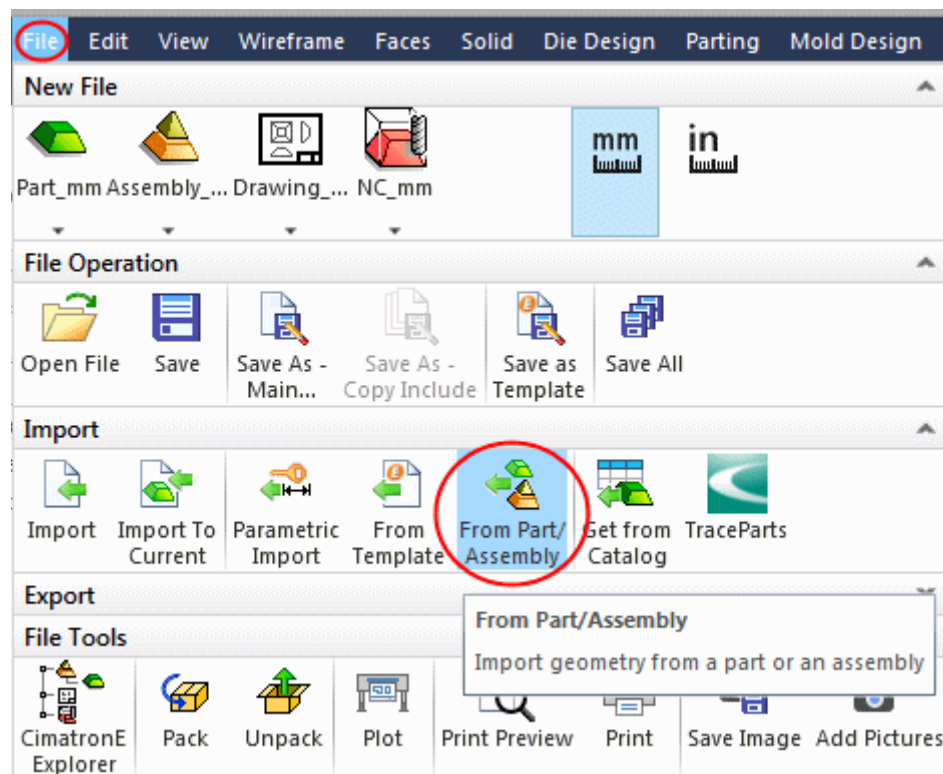 File Edit View Wireframe Faces Solid Die Design Parting Mold Design
New File
Part_mm Assembly_... Drawing_... NC_mm
mm
in
File Operation
Open File Save Save As - Main... Save As - Copy Include Save as Template Save All
Import
Import Import To Current Parametric Import From Template From Part/ Assembly Get from Catalog TraceParts
Export
From Part/Assembly
Import geometry from a part or an assembly
File Tools
CimatronE Explorer Pack Unpack Plot Print Preview Print Save Image Add Pictures